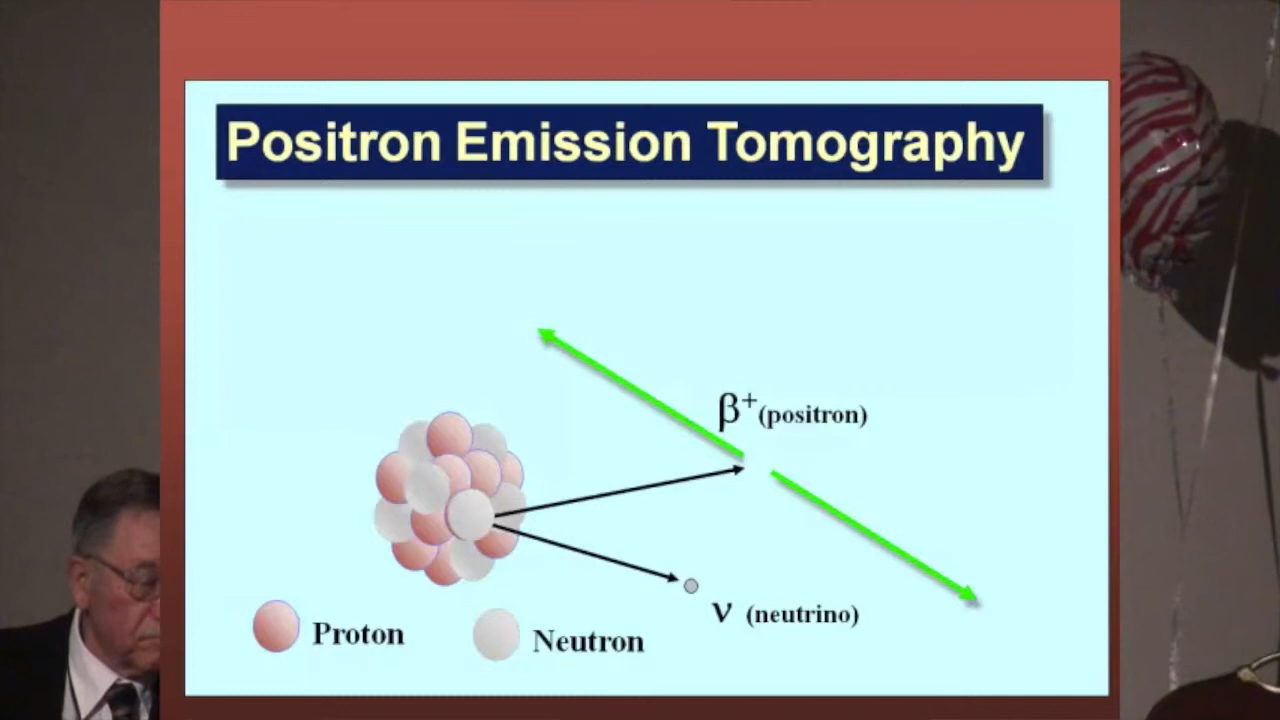 Positron Emission Tomography
β⁺(positron)
ν (neutrino)
Proton
Neutron